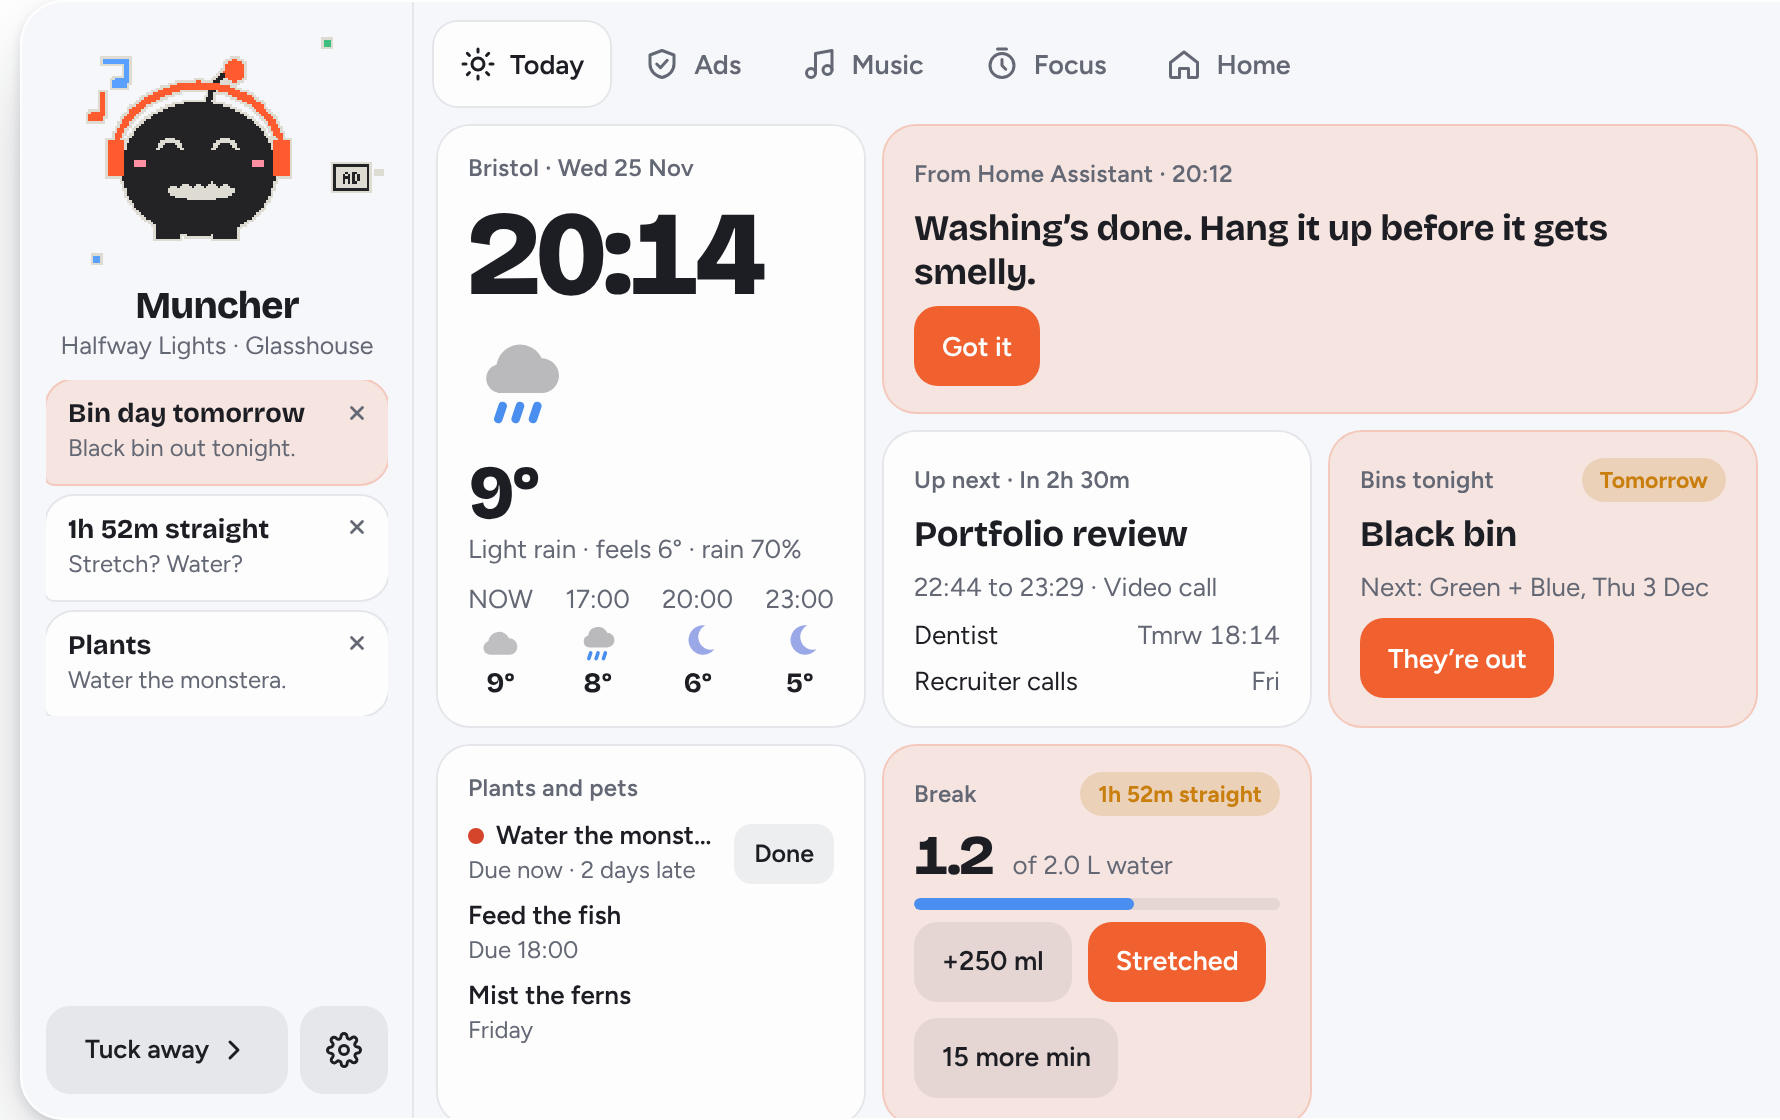 AD
Muncher
Halfway Lights · Glasshouse
Bin day tomorrow
Black bin out tonight.
1h 52m straight
Stretch? Water?
Plants
Water the monstera.
Tuck away
Today
Ads
Music
Focus
Home
Bristol · Wed 25 Nov
20:14
9°
Light rain · feels 6° · rain 70%
NOW 17:00 20:00 23:00
9° 8° 6° 5°
From Home Assistant · 20:12
Washing’s done. Hang it up before it gets
smelly.
Got it
Up next · In 2h 30m
Portfolio review
22:44 to 23:29 · Video call
Dentist Tmrw 18:14
Recruiter calls Fri
Bins tonight Tomorrow
Black bin
Next: Green + Blue, Thu 3 Dec
They’re out
Plants and pets
Water the monst...
Due now · 2 days late
Done
Feed the fish
Due 18:00
Mist the ferns
Friday
Break 1h 52m straight
1.2 of 2.0 L water
+250 ml Stretched
15 more min